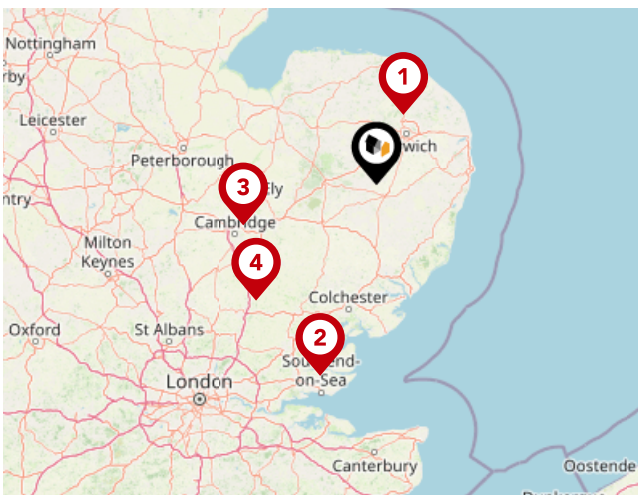 Nottingham
rby
1
Leicester
wich
Peterborough
3
Ely
ntry
Cambridge
Milton
Keynes
4
Colchester
Oxford
St Albans
2
London
on-Sea
Canterbury
Oostende